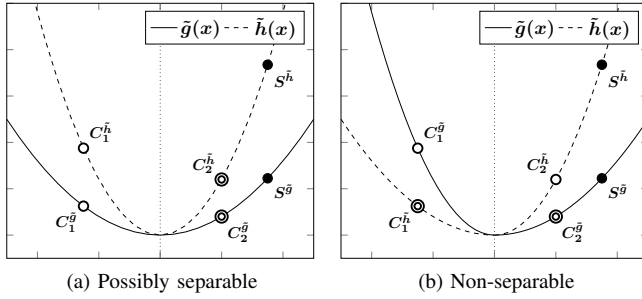 g̃(x) h̃(x)
S^h̃
C₁^h̃
C₂^h̃
S^g̃
C₁^g̃
C₂^g̃
(a) Possibly separable
g̃(x) h̃(x)
S^h̃
C₁^g̃
C₂^h̃
S^g̃
C₁^h̃
C₂^g̃
(b) Non-separable